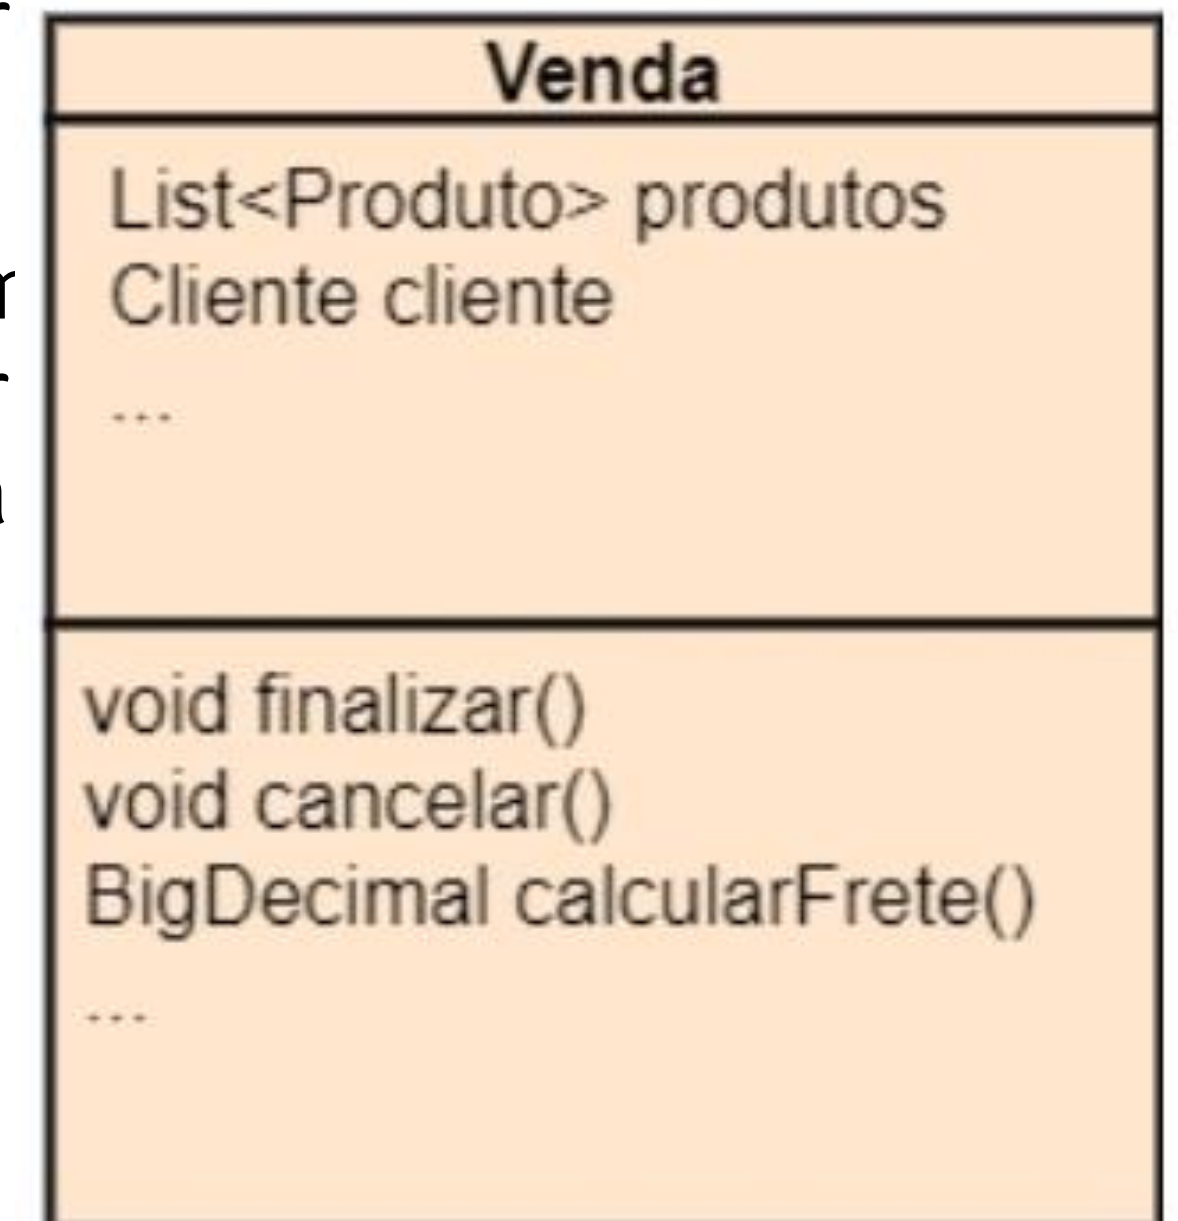 Venda
List<Produto> produtos
Cliente cliente
...
void finalizar()
void cancelar()
BigDecimal calcularFrete()
...